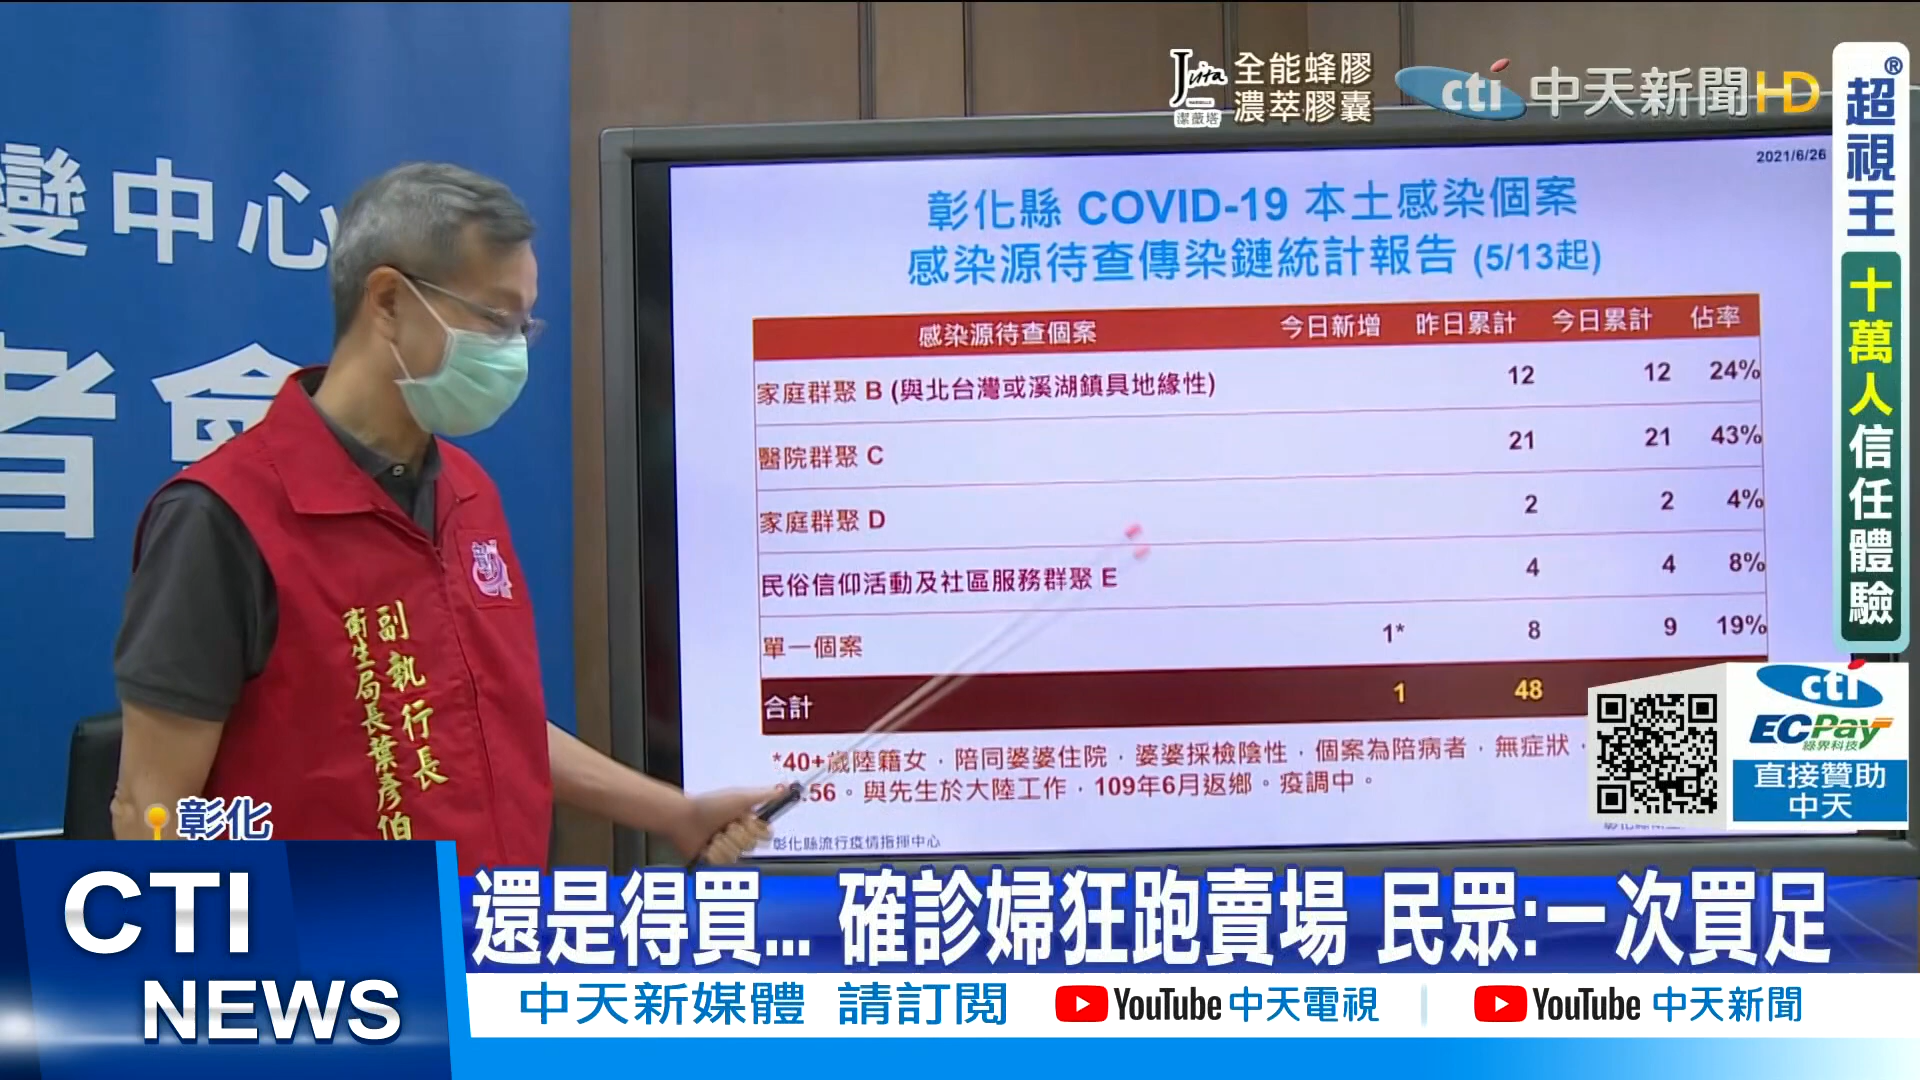 變中心
者會
Jvita
MARSEILLE
潔薇塔
全能蜂膠
濃萃膠囊
cti 中天新聞HD
超視王®
十萬人信任體驗
2021/6/26
彰化縣 COVID-19 本土感染個案
感染源待查傳染鏈統計報告 (5/13起)
感染源待查個案 今日新增 昨日累計 今日累計 佔率
家庭群聚 B (與北台灣或溪湖鎮具地緣性) 12 12 24%
醫院群聚 C 21 21 43%
家庭群聚 D 2 2 4%
民俗信仰活動及社區服務群聚 E 4 4 8%
單一個案 1* 8 9 19%
合計 1 48
*40+歲陸籍女，陪同婆婆住院，婆婆採檢陰性，個案為陪病者，無症狀，
.56。與先生於大陸工作，109年6月返鄉。疫調中。
彰化縣流行疫情指揮中心
副執行長
衛生局長葉彥伯
cti
ECPay
綠界科技
直接贊助
中天
彰化
CTI
NEWS
還是得買... 確診婦狂跑賣場 民眾:一次買足
中天新媒體 請訂閱 YouTube 中天電視 YouTube 中天新聞